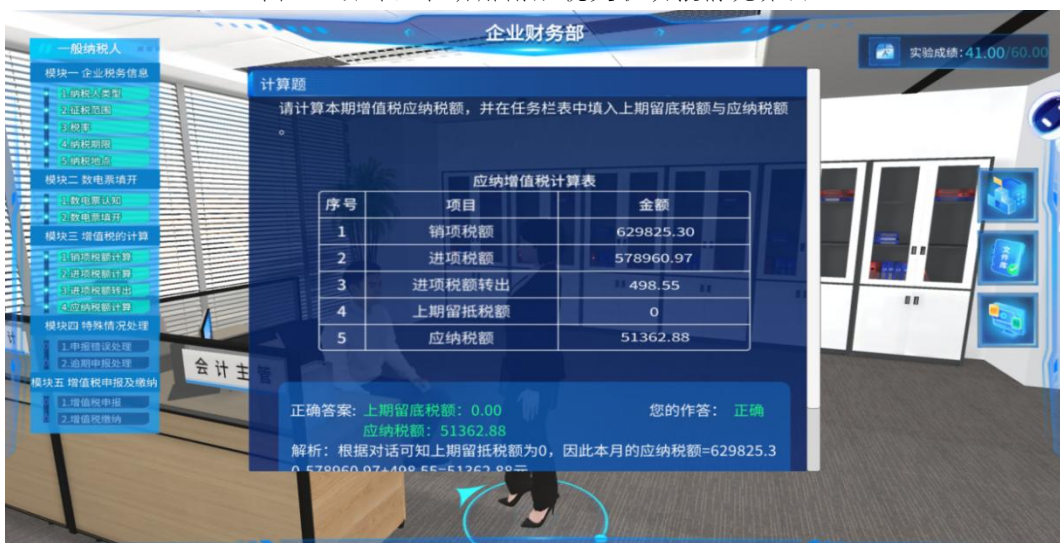 企业财务部
实验成绩:41.00/60.00
一般纳税人
模块一 企业税务信息
1.纳税人类型
2.征税范围
3.税率
4.纳税期限
5.纳税地点
模块二 数电票填开
1.数电票认知
2.数电票填开
模块三 增值税的计算
1.销项税额计算
2.进项税额计算
3.进项税额转出
4.应纳税额计算
模块四 特殊情况处理
1.申报错误处理
2.逾期申报处理
模块五 增值税申报及缴纳
1.增值税申报
2.增值税缴纳
计算题
请计算本期增值税应纳税额，并在任务栏表中填入上期留底税额与应纳税额
。
应纳增值税计算表
序号 项目 金额
1 销项税额 629825.30
2 进项税额 578960.97
3 进项税额转出 498.55
4 上期留抵税额 0
5 应纳税额 51362.88
正确答案: 上期留底税额：0.00 您的作答： 正确
应纳税额：51362.88
解析：根据对话可知上期留抵税额为0，因此本月的应纳税额=629825.3
0-578960.97+498.55=51362.88元
会计主管
文件库